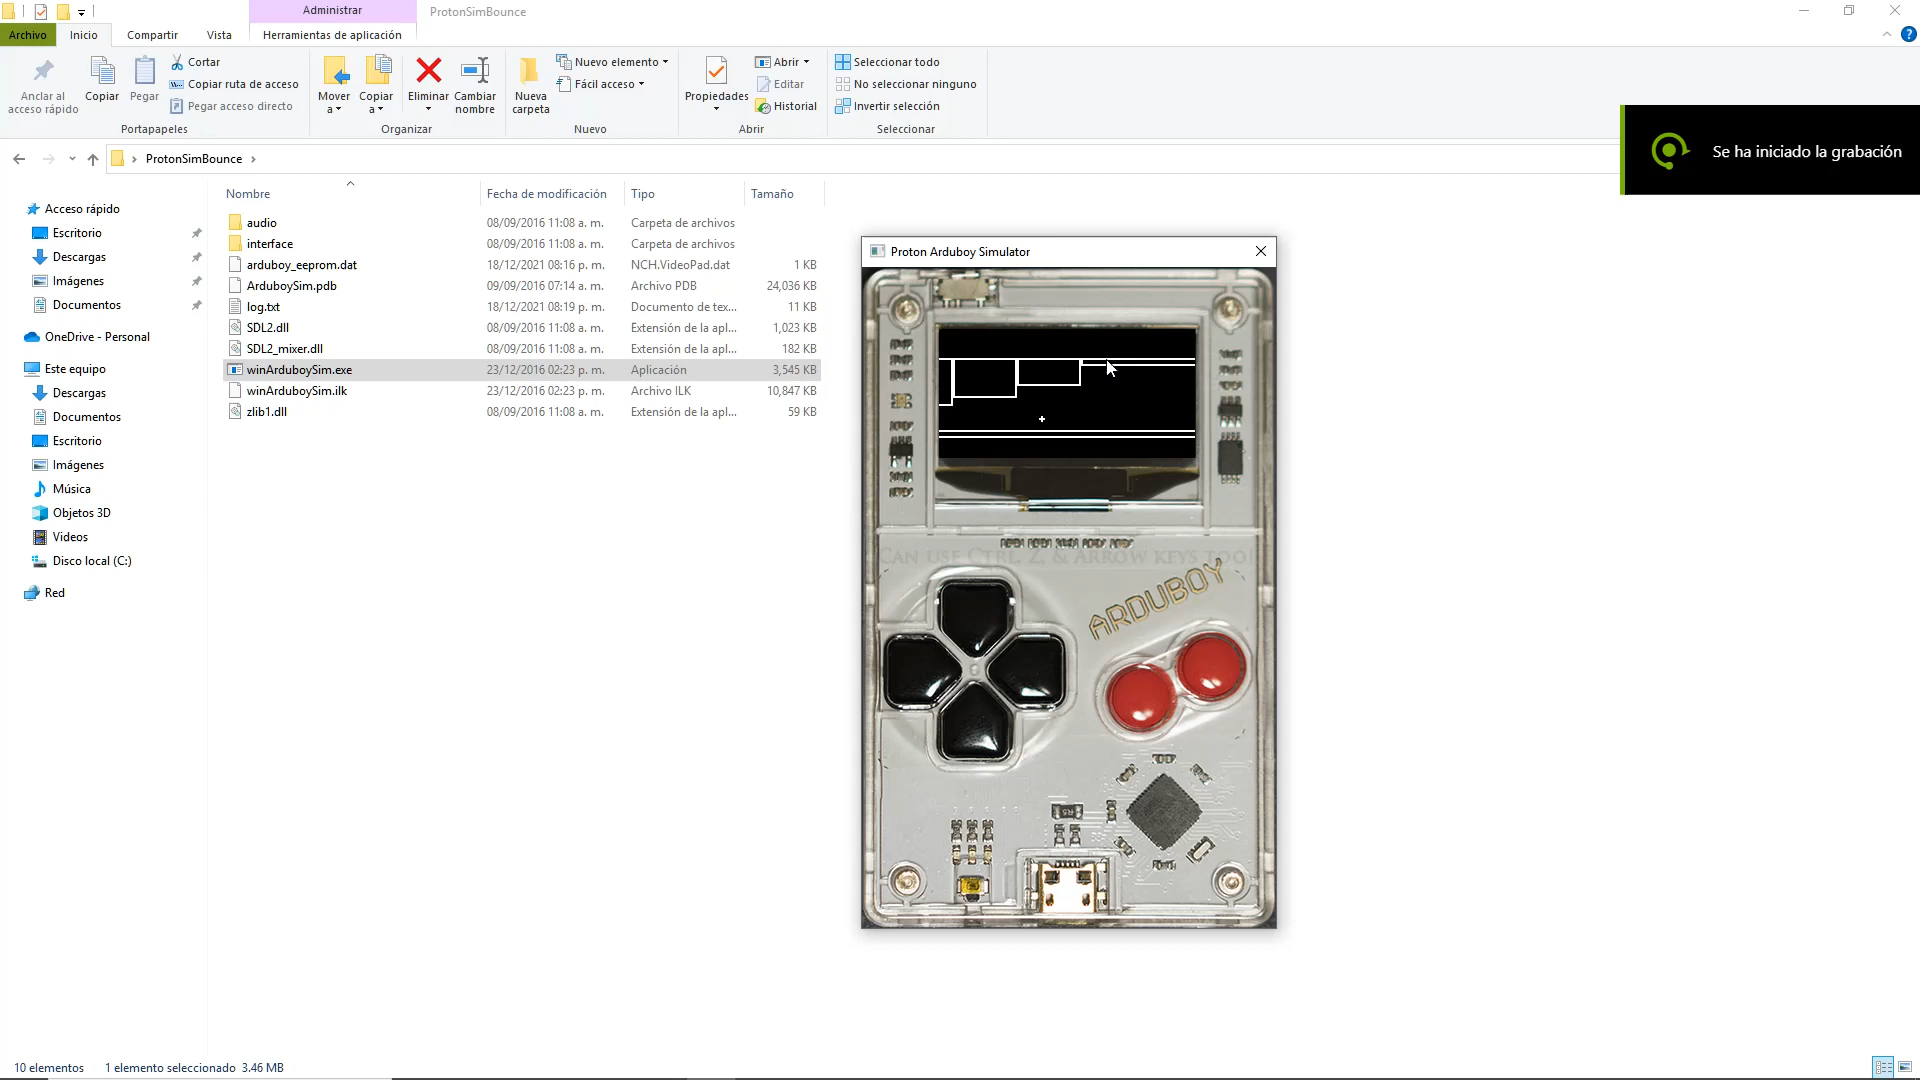 Administrar
ProtonSimBounce
Archivo
Inicio
Compartir
Vista
Herramientas de aplicación
Anclar al
acceso rápido
Copiar
Pegar
Cortar
Copiar ruta de acceso
Pegar acceso directo
Portapapeles
Mover
a
Copiar
a
Eliminar
Cambiar
nombre
Organizar
Nueva
carpeta
Nuevo elemento
Fácil acceso
Nuevo
Propiedades
Abrir
Editar
Historial
Abrir
Seleccionar todo
No seleccionar ninguno
Invertir selección
Seleccionar
Se ha iniciado la grabación
ProtonSimBounce
Nombre Fecha de modificación Tipo Tamaño
audio 08/09/2016 11:08 a. m. Carpeta de archivos
interface 08/09/2016 11:08 a. m. Carpeta de archivos
arduboy_eeprom.dat 18/12/2021 08:16 p. m. NCH.VideoPad.dat 1 KB
ArduboySim.pdb 09/09/2016 07:14 a. m. Archivo PDB 24,036 KB
log.txt 18/12/2021 08:19 p. m. Documento de tex... 11 KB
SDL2.dll 08/09/2016 11:08 a. m. Extensión de la apl... 1,023 KB
SDL2_mixer.dll 08/09/2016 11:08 a. m. Extensión de la apl... 182 KB
winArduboySim.exe 23/12/2016 02:23 p. m. Aplicación 3,545 KB
winArduboySim.ilk 23/12/2016 02:23 p. m. Archivo ILK 10,847 KB
zlib1.dll 08/09/2016 11:08 a. m. Extensión de la apl... 59 KB
Acceso rápido
Escritorio
Descargas
Imágenes
Documentos
OneDrive - Personal
Este equipo
Descargas
Documentos
Escritorio
Imágenes
Música
Objetos 3D
Videos
Disco local (C:)
Red
Proton Arduboy Simulator
Can use Ctrl, Z, & Arrow keys too!
ARDUBOY
10 elementos
1 elemento seleccionado 3.46 MB